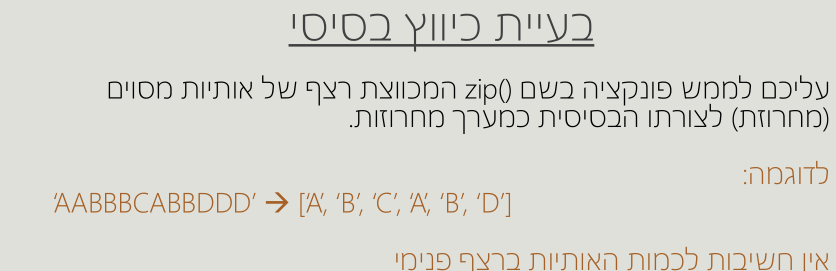 בעיית כיווץ בסיסי
עליכם לממש פונקציה בשם zip() המכווצת רצף של אותיות מסוים
(מחרוזת) לצורתו הבסיסית כמערך מחרוזות.
לדוגמה:
‘AABBBCABBDDD’ → [‘A’, ‘B’, ‘C’, ‘A’, ‘B’, ‘D’]
אין חשיבות לכמות האותיות ברצף פנימי